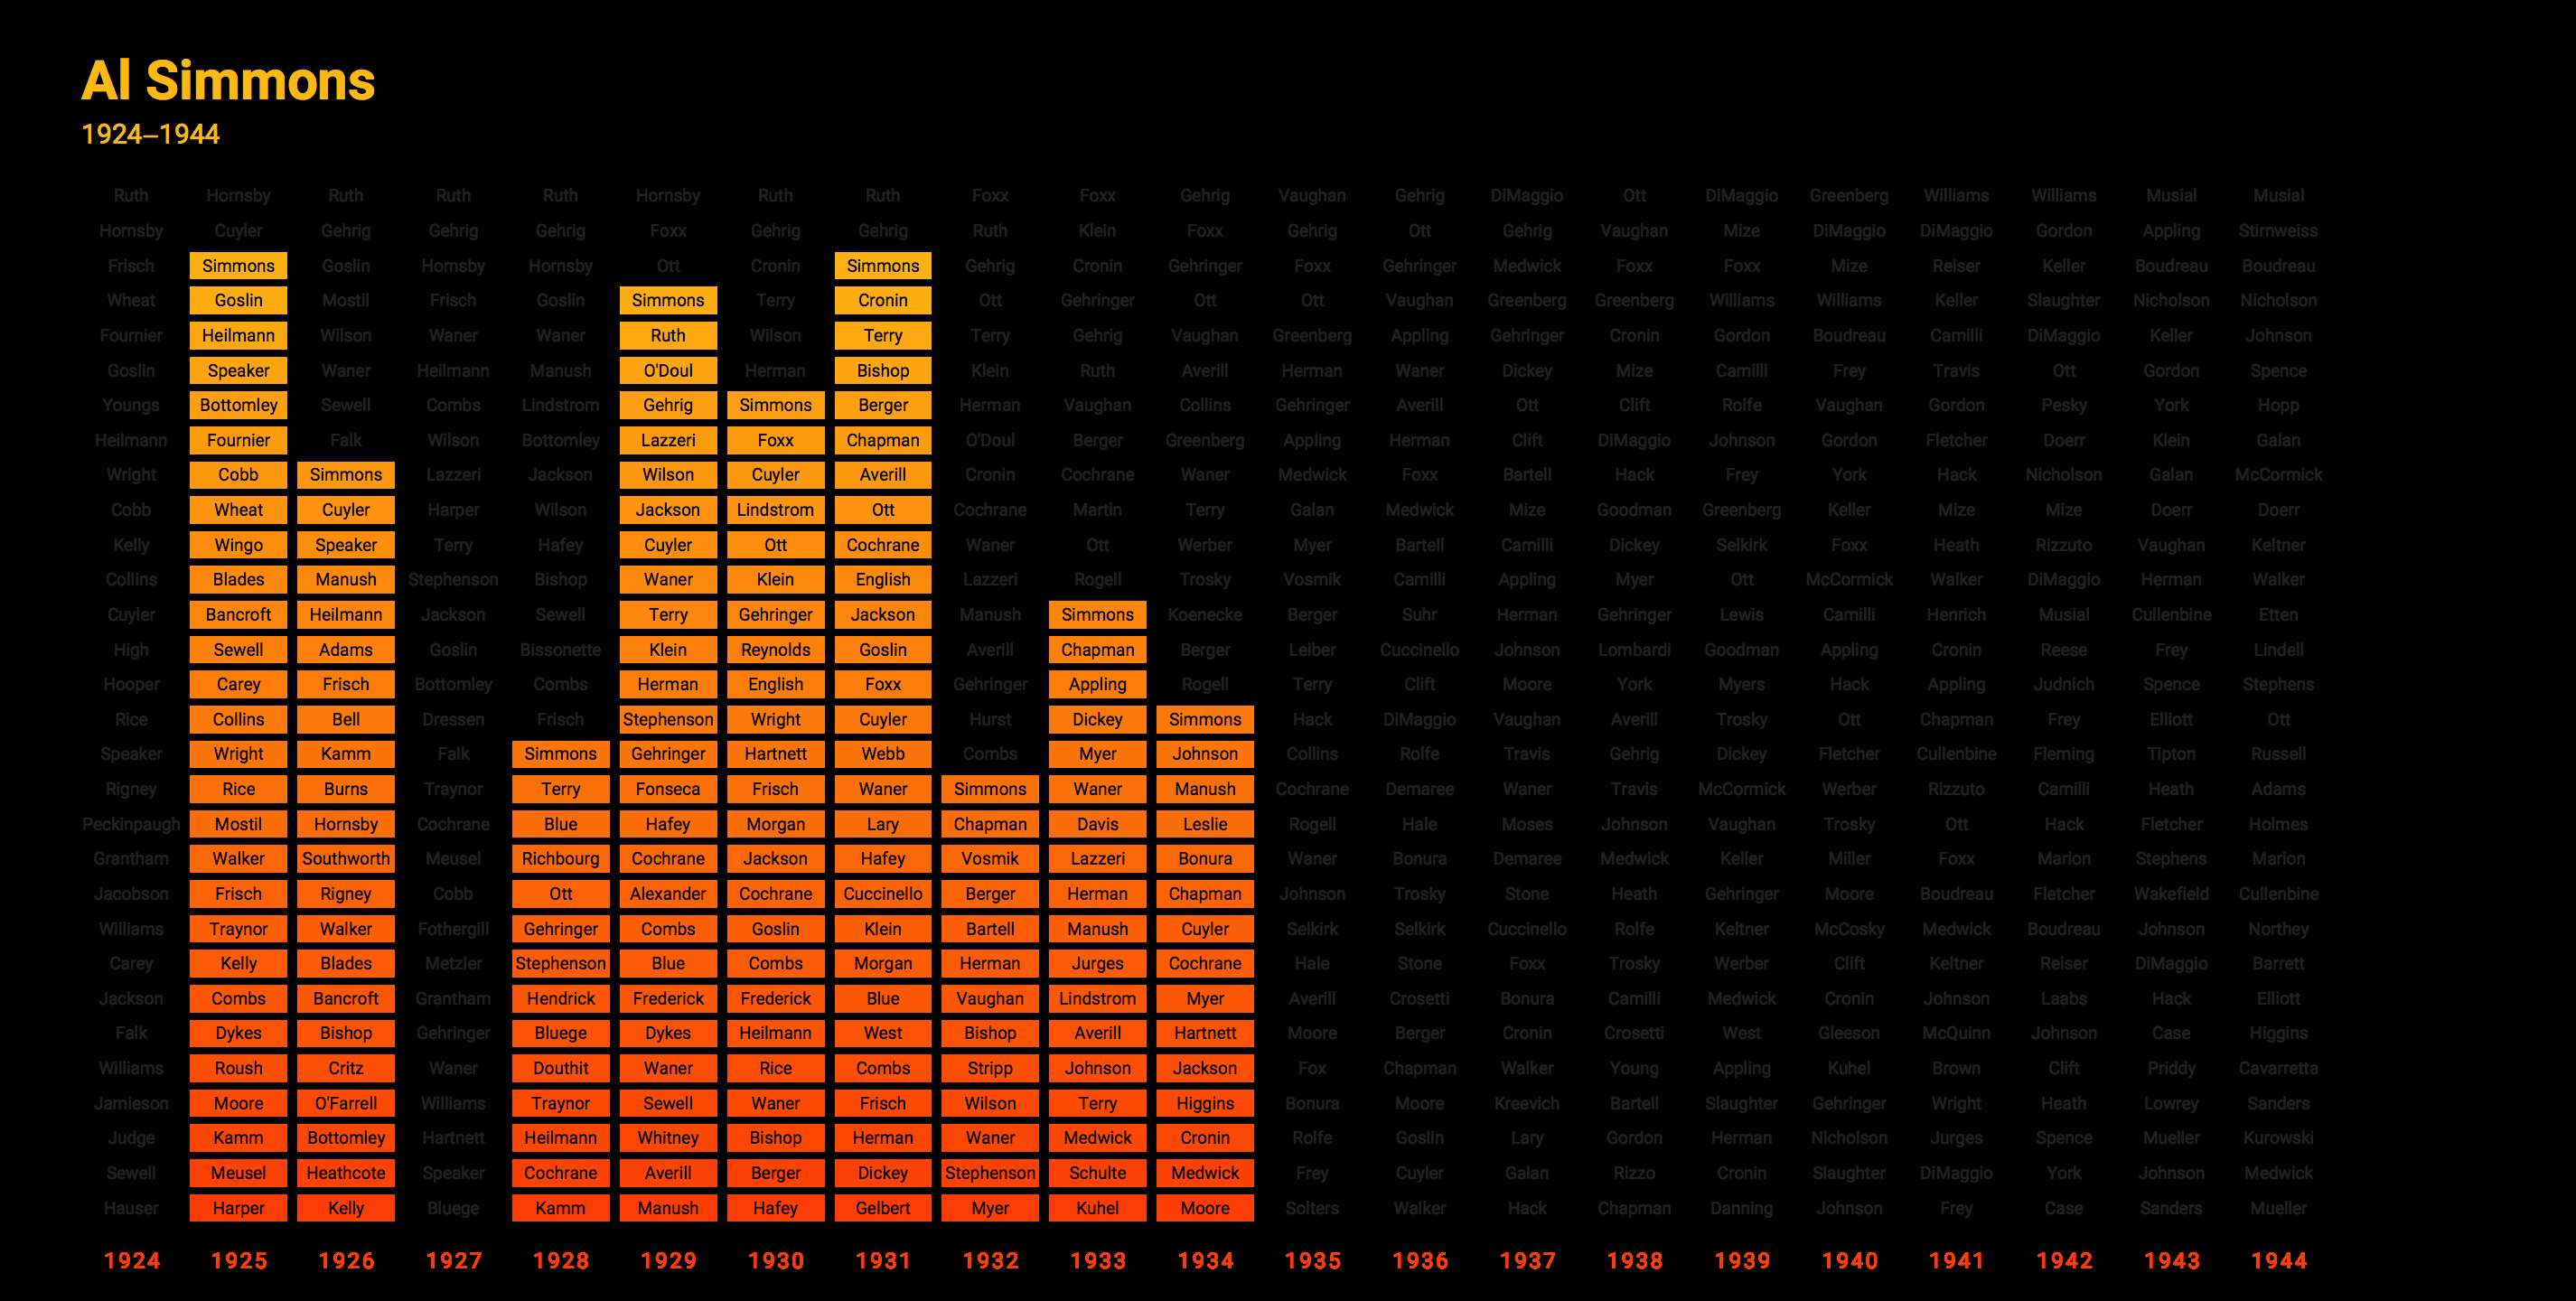 Al Simmons
1924–1944
Ruth Hornsby Ruth Ruth Ruth Hornsby Ruth Ruth Foxx Foxx Gehrig Vaughan Gehrig DiMaggio Ott DiMaggio Greenberg Williams Williams Musial Musial
Hornsby Cuyler Gehrig Gehrig Gehrig Foxx Gehrig Gehrig Ruth Klein Foxx Gehrig Ott Gehrig Vaughan Mize DiMaggio DiMaggio Gordon Appling Stirnweiss
Frisch Simmons Goslin Hornsby Hornsby Ott Cronin Simmons Gehrig Cronin Gehringer Foxx Gehringer Medwick Foxx Foxx Mize Reiser Keller Boudreau Boudreau
Wheat Goslin Mostil Frisch Goslin Simmons Terry Cronin Ott Gehringer Ott Ott Vaughan Greenberg Greenberg Williams Williams Keller Slaughter Nicholson Nicholson
Fournier Heilmann Wilson Waner Waner Ruth Wilson Terry Terry Gehrig Vaughan Greenberg Appling Gehringer Cronin Gordon Boudreau Camilli DiMaggio Keller Johnson
Goslin Speaker Waner Heilmann Manush O'Doul Herman Bishop Klein Ruth Averill Herman Waner Dickey Mize Camilli Frey Travis Ott Gordon Spence
Youngs Bottomley Sewell Combs Lindstrom Gehrig Simmons Berger Herman Vaughan Collins Gehringer Averill Ott Clift Rolfe Vaughan Gordon Pesky York Hopp
Heilmann Fournier Falk Wilson Bottomley Lazzeri Foxx Chapman O'Doul Berger Greenberg Appling Herman Clift DiMaggio Johnson Gordon Fletcher Doerr Klein Galan
Wright Cobb Simmons Lazzeri Jackson Wilson Cuyler Averill Cronin Cochrane Waner Medwick Foxx Bartell Hack Frey York Hack Nicholson Galan McCormick
Cobb Wheat Cuyler Harper Wilson Jackson Lindstrom Ott Cochrane Martin Terry Galan Medwick Mize Goodman Greenberg Keller Mize Mize Doerr Doerr
Kelly Wingo Speaker Terry Hafey Cuyler Ott Cochrane Waner Ott Werber Myer Bartell Camilli Dickey Selkirk Foxx Heath Rizzuto Vaughan Keltner
Collins Blades Manush Stephenson Bishop Waner Klein English Lazzeri Rogell Trosky Vosmik Camilli Appling Myer Ott McCormick Walker DiMaggio Herman Walker
Cuyler Bancroft Heilmann Jackson Sewell Terry Gehringer Jackson Manush Simmons Koenecke Berger Suhr Herman Gehringer Lewis Camilli Henrich Musial Cullenbine Etten
High Sewell Adams Goslin Bissonette Klein Reynolds Goslin Averill Chapman Berger Leiber Cuccinello Johnson Lombardi Goodman Appling Cronin Reese Frey Lindell
Hooper Carey Frisch Bottomley Combs Herman English Foxx Gehringer Appling Rogell Terry Clift Moore York Myers Hack Appling Judnich Spence Stephens
Rice Collins Bell Dressen Frisch Stephenson Wright Cuyler Hurst Dickey Simmons Hack DiMaggio Vaughan Averill Trosky Ott Chapman Frey Elliott Ott
Speaker Wright Kamm Falk Simmons Gehringer Hartnett Webb Combs Myer Johnson Collins Rolfe Travis Gehrig Dickey Fletcher Cullenbine Fleming Tipton Russell
Rigney Rice Burns Traynor Terry Fonseca Frisch Waner Simmons Waner Manush Cochrane Demaree Waner Travis McCormick Werber Rizzuto Camilli Heath Adams
Peckinpaugh Mostil Hornsby Cochrane Blue Hafey Morgan Lary Chapman Davis Leslie Rogell Hale Moses Johnson Vaughan Trosky Ott Hack Fletcher Holmes
Grantham Walker Southworth Meusel Richbourg Cochrane Jackson Hafey Vosmik Lazzeri Bonura Waner Bonura Demaree Medwick Keller Miller Foxx Marion Stephens Marion
Jacobson Frisch Rigney Cobb Ott Alexander Cochrane Cuccinello Berger Herman Chapman Johnson Trosky Stone Heath Gehringer Moore Boudreau Fletcher Wakefield Cullenbine
Williams Traynor Walker Fothergill Gehringer Combs Goslin Klein Bartell Manush Cuyler Selkirk Selkirk Cuccinello Rolfe Keltner McCosky Medwick Boudreau Johnson Northey
Carey Kelly Blades Metzler Stephenson Blue Combs Morgan Herman Jurges Cochrane Hale Stone Foxx Trosky Werber Clift Keltner Reiser DiMaggio Barrett
Jackson Combs Bancroft Grantham Hendrick Frederick Frederick Blue Vaughan Lindstrom Myer Averill Crosetti Bonura Camilli Medwick Cronin Johnson Laabs Hack Elliott
Falk Dykes Bishop Gehringer Bluege Dykes Heilmann West Bishop Averill Hartnett Moore Berger Cronin Crosetti West Gleeson McQuinn Johnson Case Higgins
Williams Roush Critz Waner Douthit Waner Rice Combs Stripp Johnson Jackson Fox Chapman Walker Young Appling Kuhel Brown Clift Priddy Cavarretta
Jamieson Moore O'Farrell Williams Traynor Sewell Waner Frisch Wilson Terry Higgins Bonura Moore Kreevich Bartell Slaughter Gehringer Wright Heath Lowrey Sanders
Judge Kamm Bottomley Hartnett Heilmann Whitney Bishop Herman Waner Medwick Cronin Rolfe Goslin Lary Gordon Herman Nicholson Jurges Spence Mueller Kurowski
Sewell Meusel Heathcote Speaker Cochrane Averill Berger Dickey Stephenson Schulte Medwick Frey Cuyler Galan Rizzo Cronin Slaughter DiMaggio York Johnson Medwick
Hauser Harper Kelly Bluege Kamm Manush Hafey Gelbert Myer Kuhel Moore Solters Walker Hack Chapman Danning Johnson Frey Case Sanders Mueller
1924 1925 1926 1927 1928 1929 1930 1931 1932 1933 1934 1935 1936 1937 1938 1939 1940 1941 1942 1943 1944